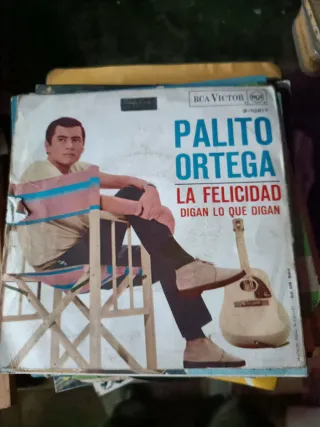 RCA VICTOR
PALITO
ORTEGA
LA FELICIDAD
DIGAN LO QUE DIGAN